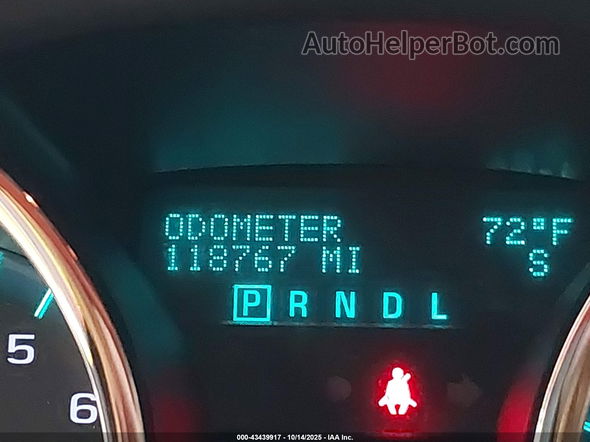 AutoHelperBot.com
ODOMETER 72°F
118767 MI S
P R N D L
5
6
000-43439917 - 10/14/2025 - IAA Inc.